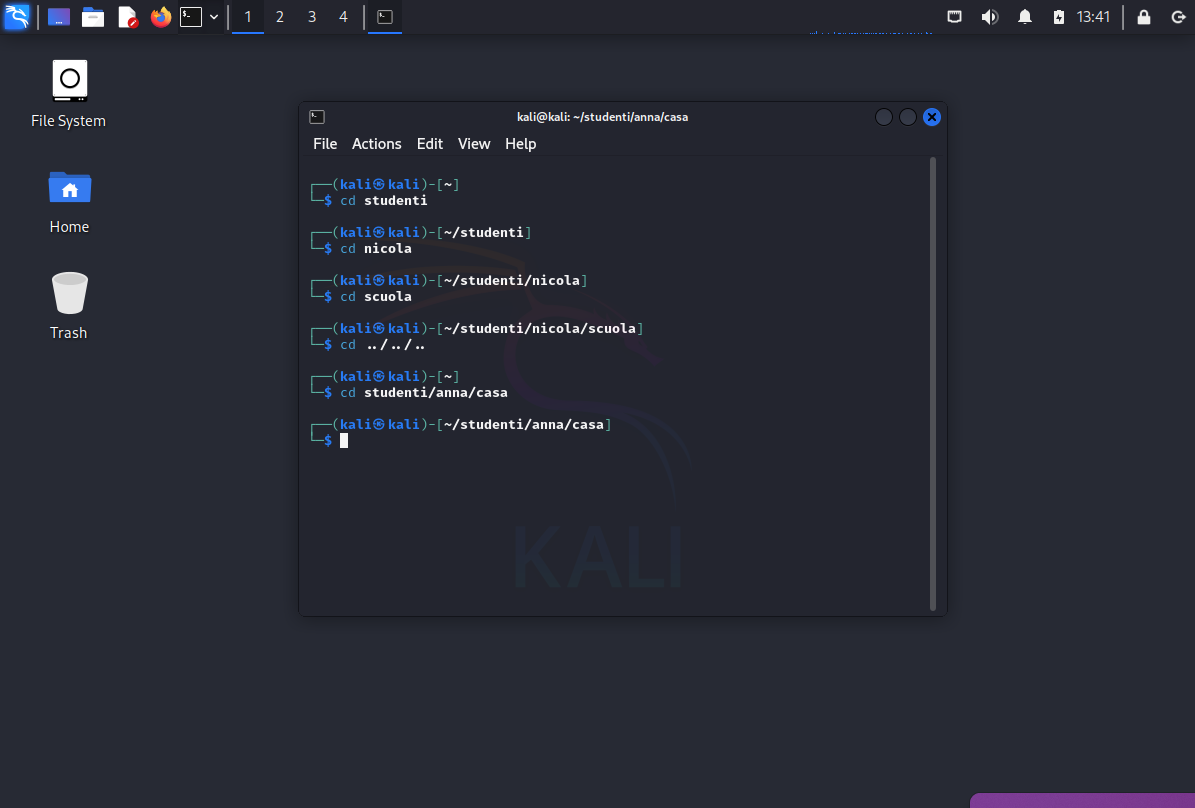 1 2 3 4 13:41
File System
Home
Trash
kali@kali: ~/studenti/anna/casa
File Actions Edit View Help
┌──(kali㉿kali)-[~]
└─$ cd studenti
┌──(kali㉿kali)-[~/studenti]
└─$ cd nicola
┌──(kali㉿kali)-[~/studenti/nicola]
└─$ cd scuola
┌──(kali㉿kali)-[~/studenti/nicola/scuola]
└─$ cd ../../..
┌──(kali㉿kali)-[~]
└─$ cd studenti/anna/casa
┌──(kali㉿kali)-[~/studenti/anna/casa]
└─$
KALI